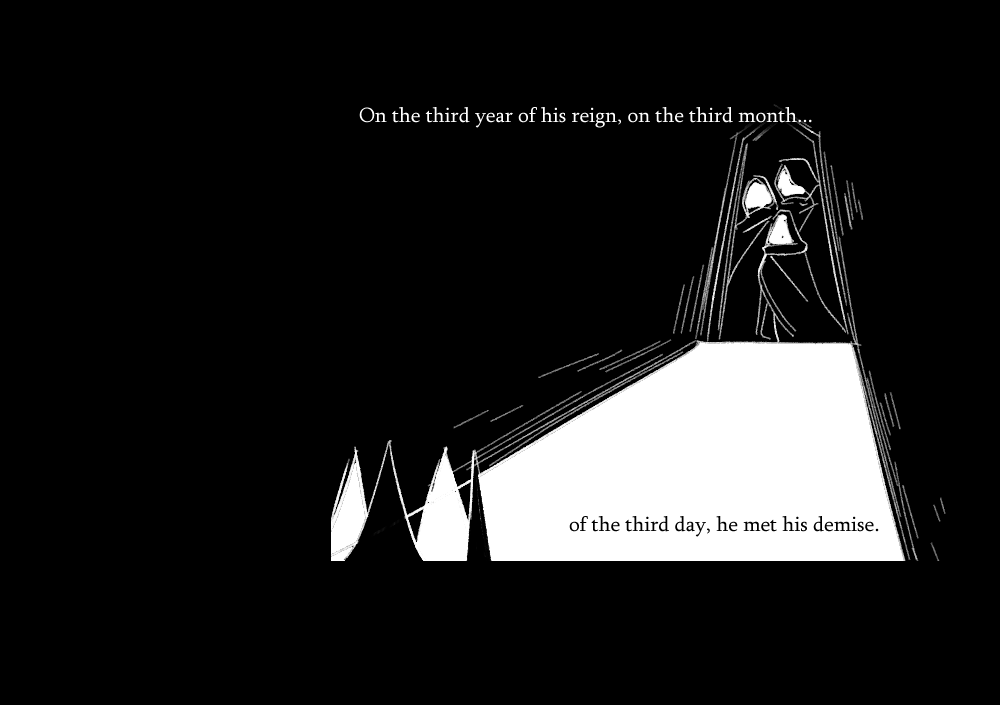 On the third year of his reign, on the third month...
of the third day, he met his demise.